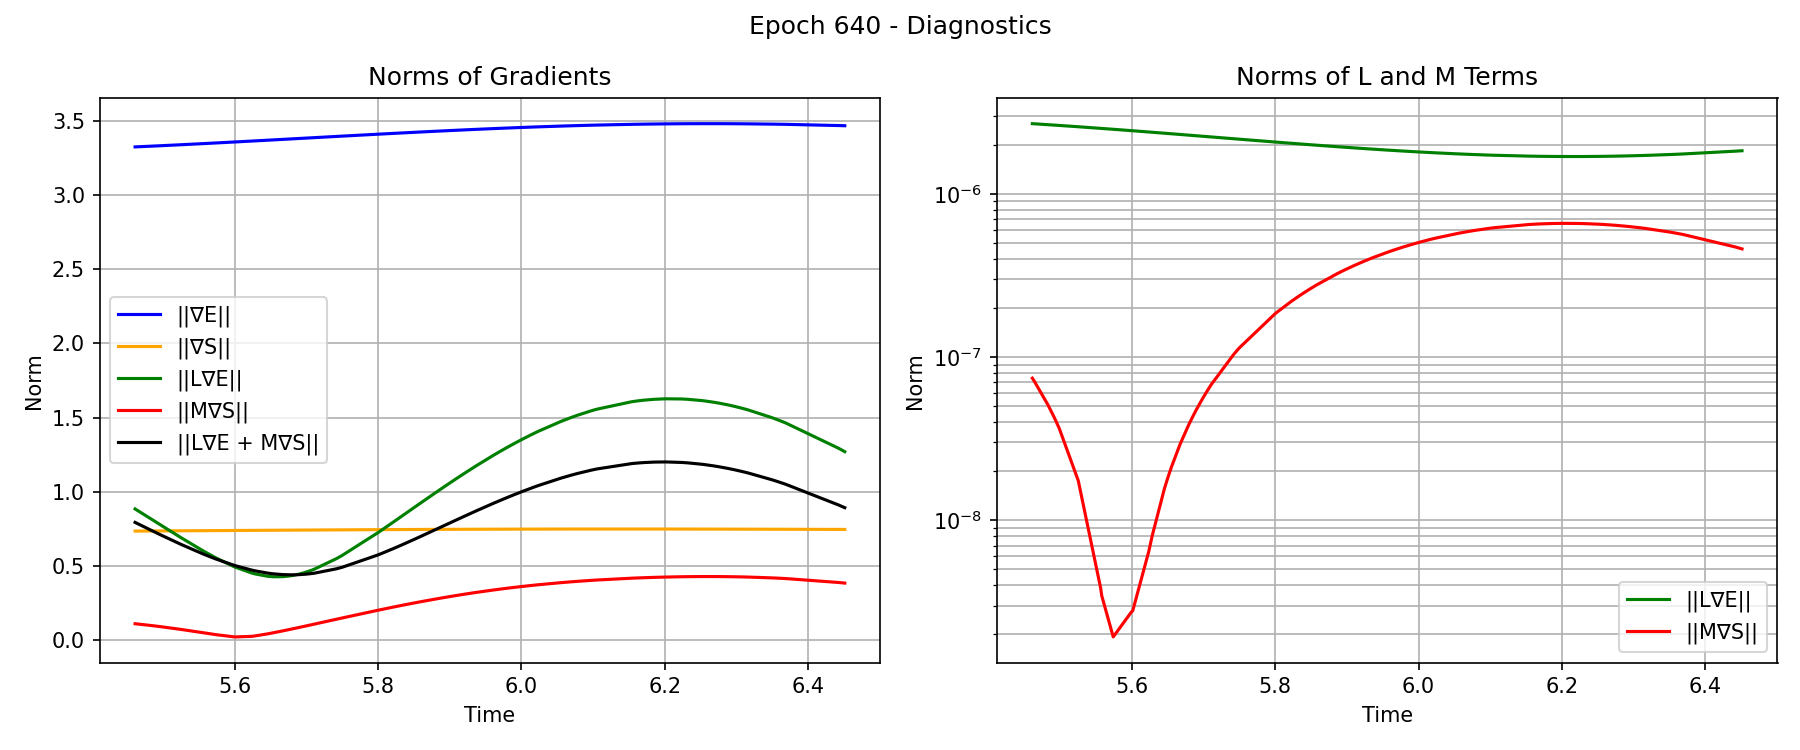 Epoch 640 - Diagnostics
Norms of Gradients
3.5
3.0
2.5
2.0
1.5
1.0
0.5
0.0
Norm
||∇E||
||∇S||
||L∇E||
||M∇S||
||L∇E + M∇S||
5.6 5.8 6.0 6.2 6.4
Time
Norms of L and M Terms
10⁻⁶
10⁻⁷
10⁻⁸
Norm
||L∇E||
||M∇S||
5.6 5.8 6.0 6.2 6.4
Time